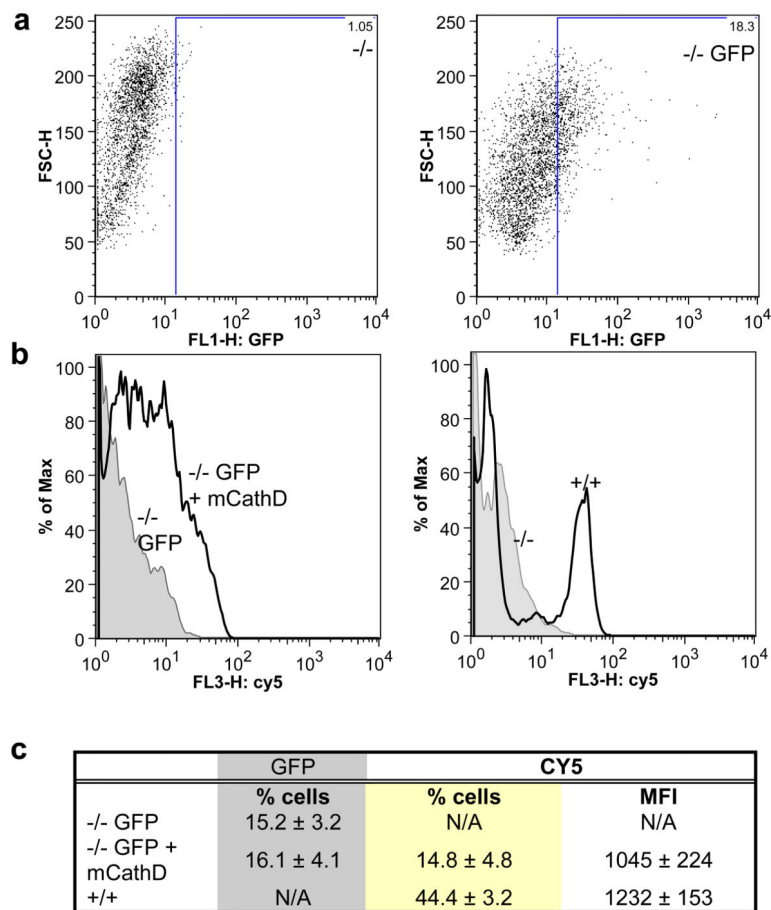 a
1.05
-/-
250
200
150
100
50
0
FSC-H
10^0 10^1 10^2 10^3 10^4
FL1-H: GFP
18.3
-/- GFP
250
200
150
100
50
0
FSC-H
10^0 10^1 10^2 10^3 10^4
FL1-H: GFP
b
100
80
60
40
20
0
% of Max
-/- GFP
+ mCathD
-/-
GFP
10^0 10^1 10^2 10^3 10^4
FL3-H: cy5
100
80
60
40
20
0
% of Max
+/+
-/-
10^0 10^1 10^2 10^3 10^4
FL3-H: cy5
c
GFP CY5
% cells % cells MFI
-/- GFP 15.2 ± 3.2 N/A N/A
-/- GFP +
mCathD 16.1 ± 4.1 14.8 ± 4.8 1045 ± 224
+/+ N/A 44.4 ± 3.2 1232 ± 153